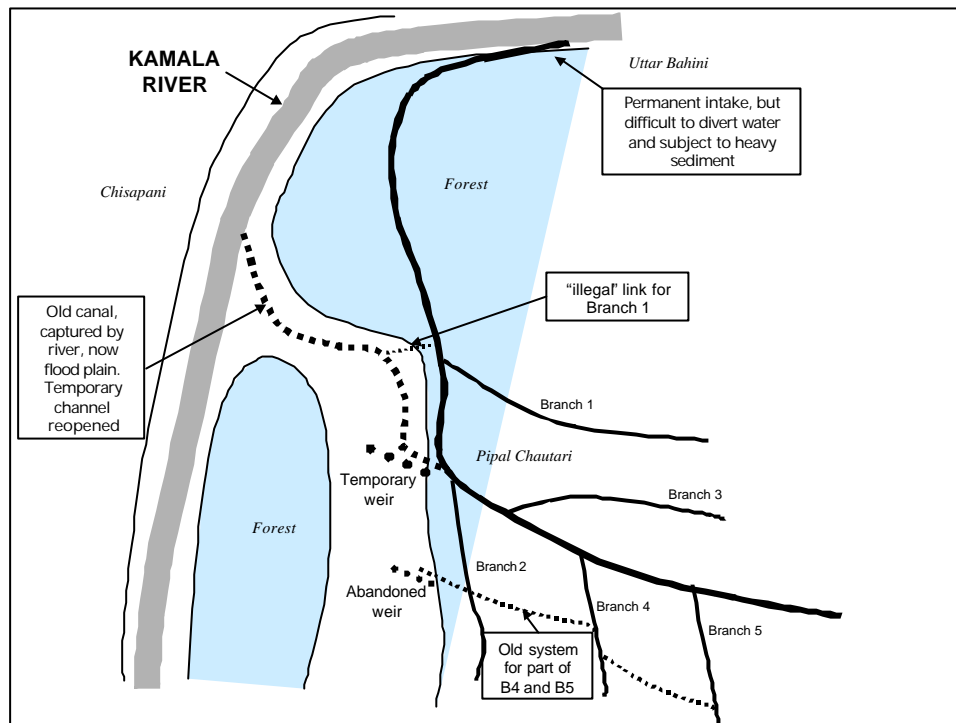 KAMALA
RIVER
Uttar Bahini
Permanent intake, but
difficult to divert water
and subject to heavy
sediment
Chisapani
Forest
"illegal" link for
Branch 1
Old canal,
captured by
river, now
flood plain.
Temporary
channel
reopened
Branch 1
Pipal Chautari
Temporary
weir
Branch 3
Forest
Branch 2
Abandoned
weir
Branch 4
Branch 5
Old system
for part of
B4 and B5